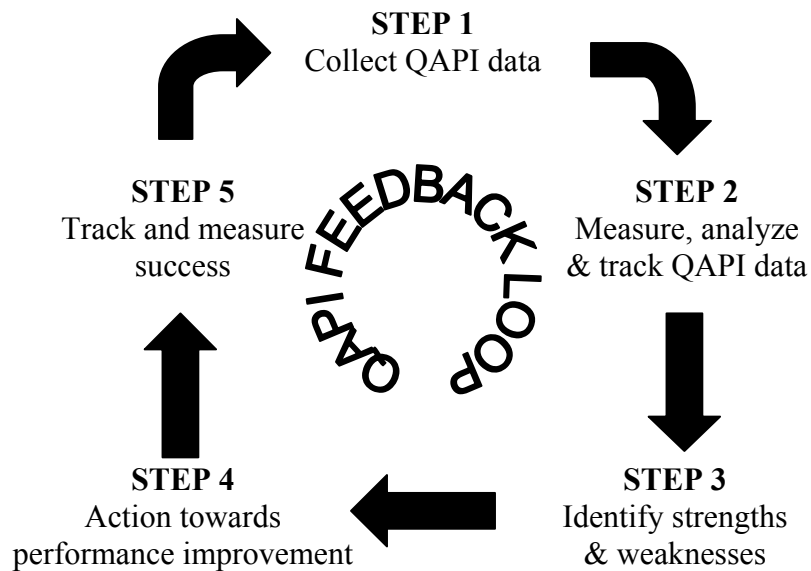 STEP 1
Collect QAPI data
STEP 2
Measure, analyze
& track QAPI data
STEP 3
Identify strengths
& weaknesses
STEP 4
Action towards
performance improvement
STEP 5
Track and measure
success
QAPI FEEDBACK LOOP